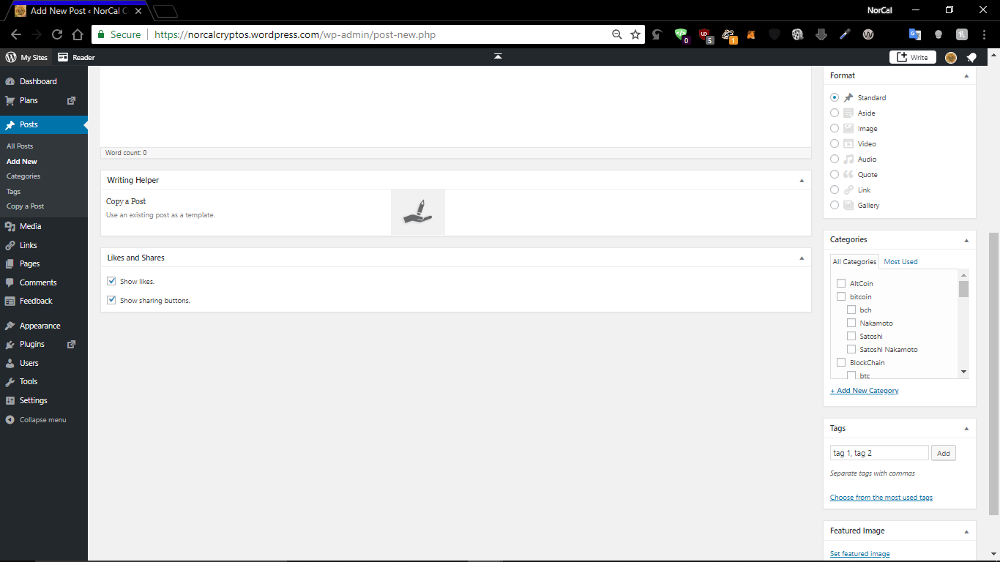 Add New Post ‹ NorCal C
NorCal
Secure
https://norcalcryptos.wordpress.com/wp-admin/post-new.php
0
5
1
My Sites
Reader
Write
Dashboard
Plans
Posts
All Posts
Add New
Categories
Tags
Copy a Post
Media
Links
Pages
Comments
Feedback
Appearance
Plugins
Users
Tools
Settings
Collapse menu
Word count: 0
Writing Helper
Copy a Post
Use an existing post as a template.
Likes and Shares
Show likes.
Show sharing buttons.
Format
Standard
Aside
Image
Video
Audio
Quote
Link
Gallery
Categories
All Categories
Most Used
AltCoin
bitcoin
bch
Nakamoto
Satoshi
Satoshi Nakamoto
BlockChain
btc
+ Add New Category
Tags
tag 1, tag 2
Add
Separate tags with commas
Choose from the most used tags
Featured Image
Set featured image